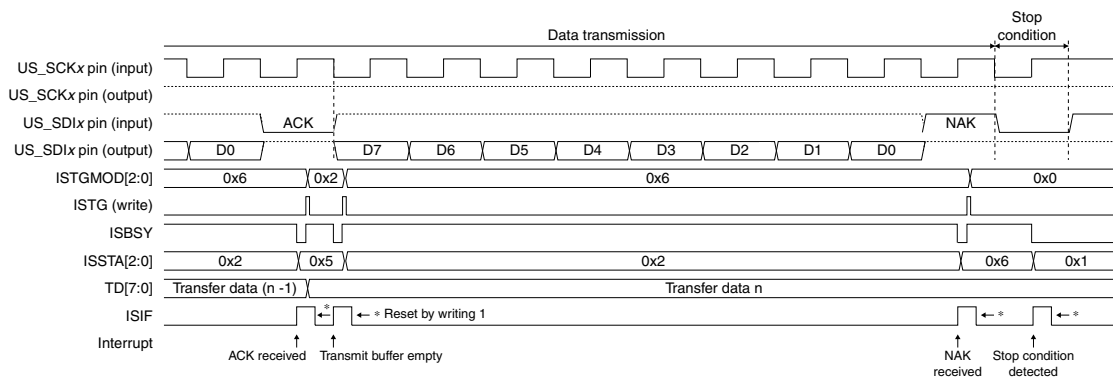 Stop
Data transmission condition
US_SCKx pin (input)
US_SCKx pin (output)
US_SDIx pin (input) ACK NAK
US_SDIx pin (output) D0 D7 D6 D5 D4 D3 D2 D1 D0
ISTGMOD[2:0] 0x6 0x2 0x6 0x0
ISTG (write)
ISBSY
ISSTA[2:0] 0x2 0x5 0x2 0x6 0x1
TD[7:0] Transfer data (n -1) Transfer data n
ISIF * * Reset by writing 1 * *
Interrupt
ACK received Transmit buffer empty NAK Stop condition
received detected